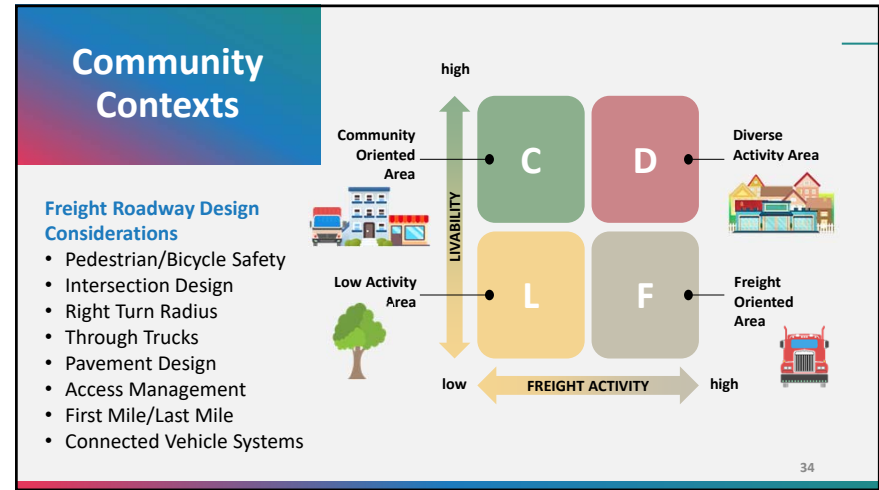 Community
Contexts
Freight Roadway Design
Considerations
• Pedestrian/Bicycle Safety
• Intersection Design
• Right Turn Radius
• Through Trucks
• Pavement Design
• Access Management
• First Mile/Last Mile
• Connected Vehicle Systems
high
Community
Oriented
Area
C
D
Diverse
Activity Area
LIVABILITY
Low Activity
Area
L
F
Freight
Oriented
Area
low
FREIGHT ACTIVITY
high
34